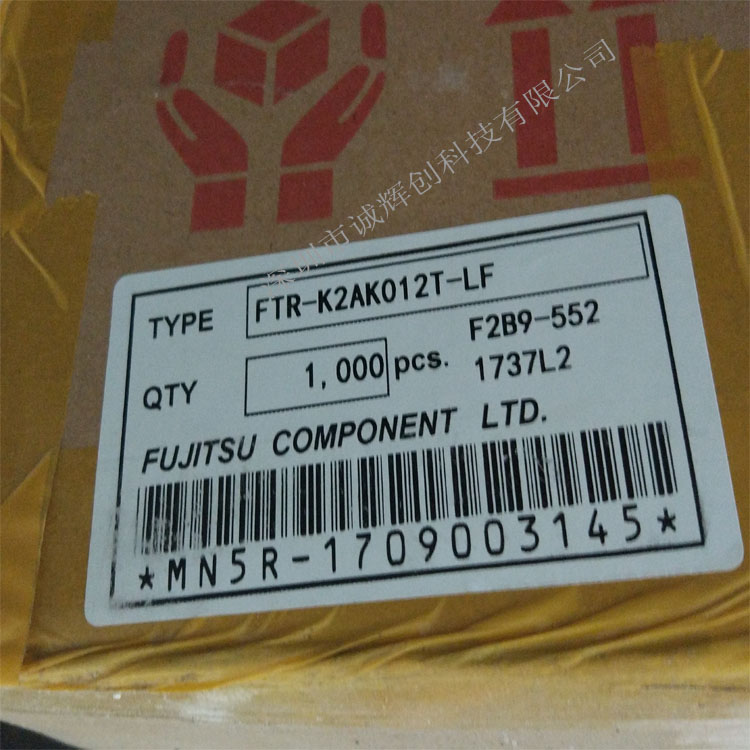 深圳市诚辉创科技有限公司
TYPE FTR-K2AK012T-LF
F2B9-552
QTY 1,000 pcs. 1737L2
FUJITSU COMPONENT LTD.
*MN5R-1709003145*